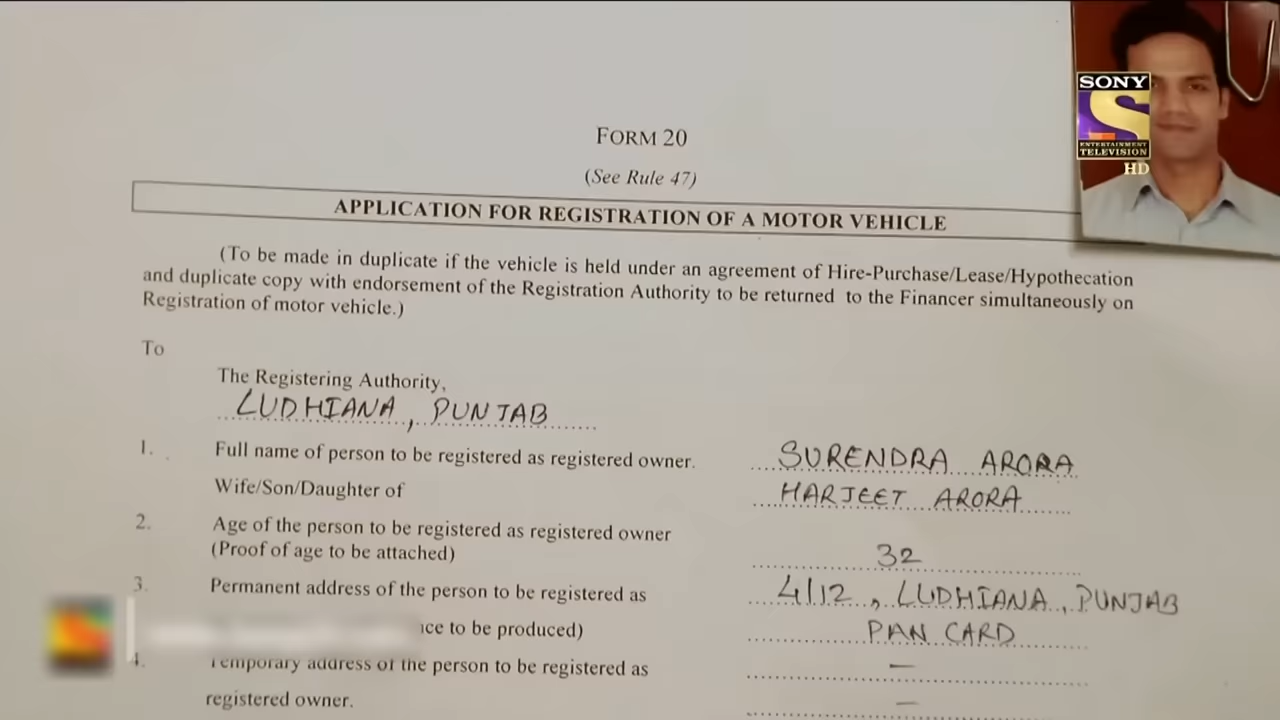 SONY
ENTERTAINMENT
TELEVISION
HD
FORM 20
(See Rule 47)
APPLICATION FOR REGISTRATION OF A MOTOR VEHICLE
(To be made in duplicate if the vehicle is held under an agreement of Hire-Purchase/Lease/Hypothecation
and duplicate copy with endorsement of the Registration Authority to be returned to the Financer simultaneously on
Registration of motor vehicle.)
To
The Registering Authority,
LUDHIANA, PUNJAB
1. Full name of person to be registered as registered owner. SURENDRA ARORA
Wife/Son/Daughter of HARJEET ARORA
2. Age of the person to be registered as registered owner
(Proof of age to be attached) 32
3. Permanent address of the person to be registered as 4/12, LUDHIANA, PUNJAB
to be produced) PAN CARD
4. Temporary address of the person to be registered as —
registered owner. —